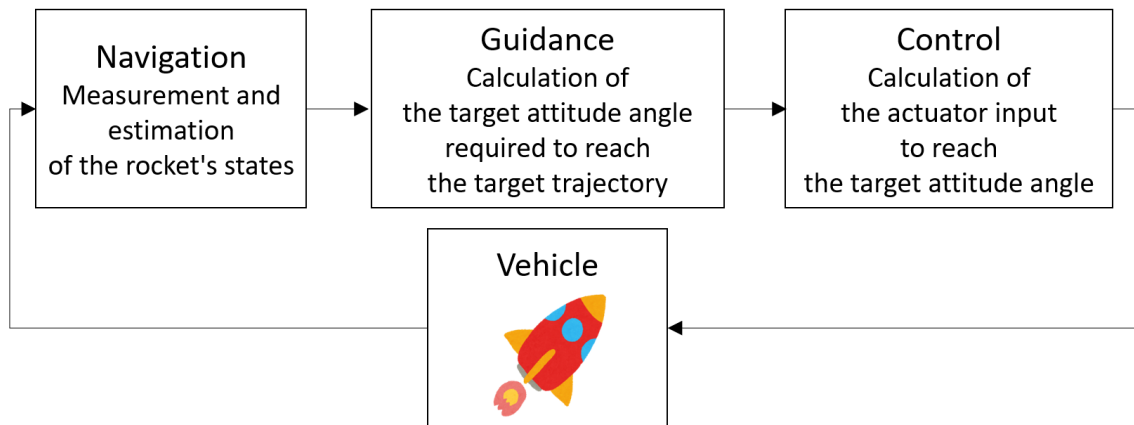 Navigation
Measurement and
estimation
of the rocket's states
Guidance
Calculation of
the target attitude angle
required to reach
the target trajectory
Control
Calculation of
the actuator input
to reach
the target attitude angle
Vehicle